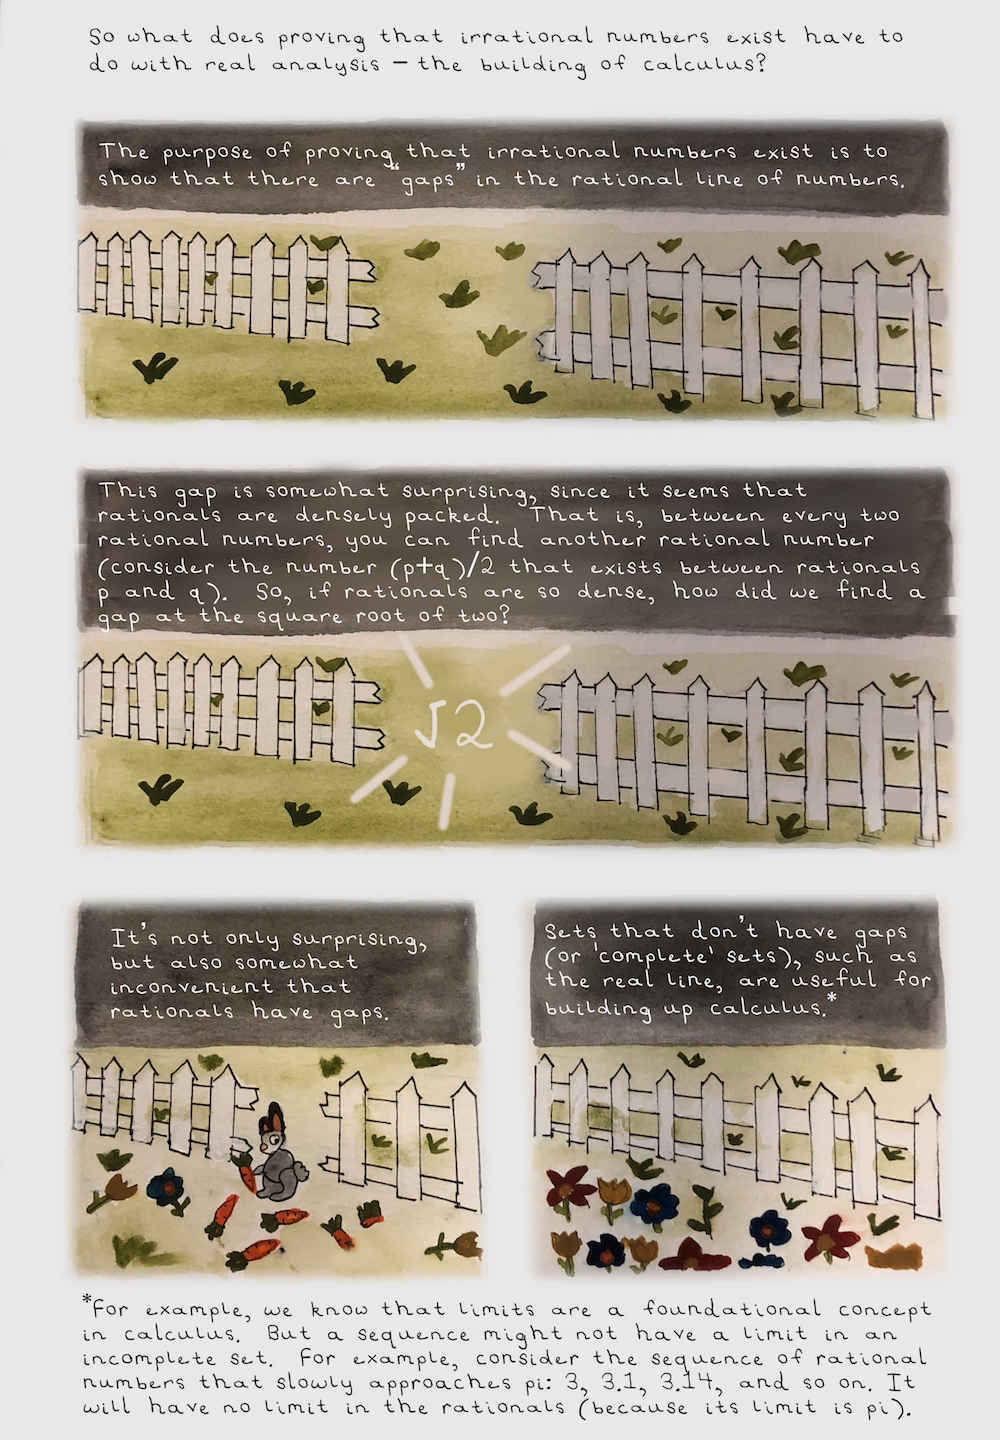 So what does proving that irrational numbers exist have to
do with real analysis – the building of calculus?
The purpose of proving that irrational numbers exist is to
show that there are "gaps" in the rational line of numbers.
This gap is somewhat surprising, since it seems that
rationals are densely packed. That is, between every two
rational numbers, you can find another rational number
(consider the number (p+q)/2 that exists between rationals
p and q). So, if rationals are so dense, how did we find a
gap at the square root of two?
√2
It's not only surprising,
but also somewhat
inconvenient that
rationals have gaps.
Sets that don't have gaps
(or 'complete' sets), such as
the real line, are useful for
building up calculus.*
*For example, we know that limits are a foundational concept
in calculus. But a sequence might not have a limit in an
incomplete set. For example, consider the sequence of rational
numbers that slowly approaches pi: 3, 3.1, 3.14, and so on. It
will have no limit in the rationals (because its limit is pi).